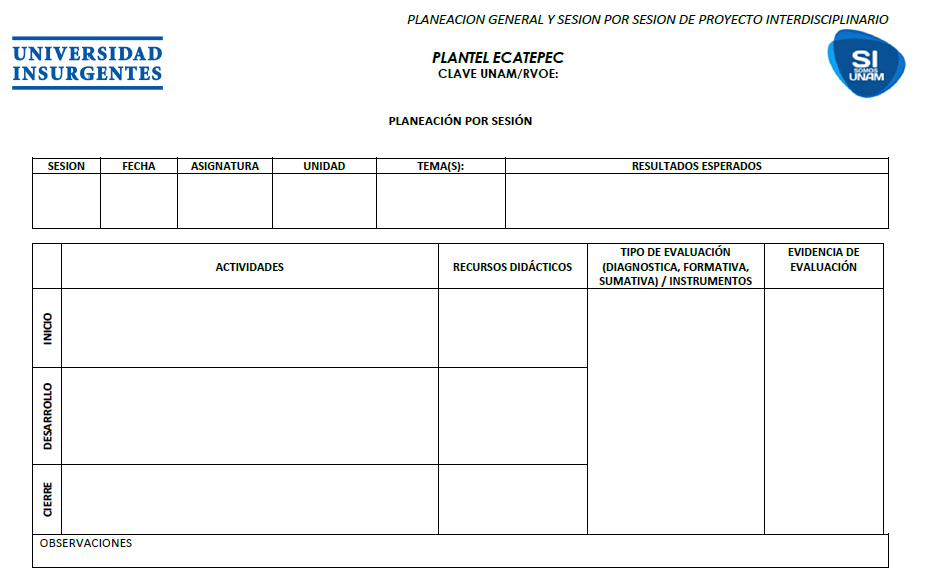 PLANEACION GENERAL Y SESION POR SESION DE PROYECTO INTERDISCIPLINARIO
UNIVERSIDAD
INSURGENTES
PLANTEL ECATEPEC
CLAVE UNAM/RVOE:
SI
SOMOS
UNAM
PLANEACIÓN POR SESIÓN
SESION FECHA ASIGNATURA UNIDAD TEMA(S): RESULTADOS ESPERADOS
ACTIVIDADES
RECURSOS DIDÁCTICOS
TIPO DE EVALUACIÓN
(DIAGNOSTICA, FORMATIVA,
SUMATIVA) / INSTRUMENTOS
EVIDENCIA DE
EVALUACIÓN
INICIO
DESARROLLO
CIERRE
OBSERVACIONES